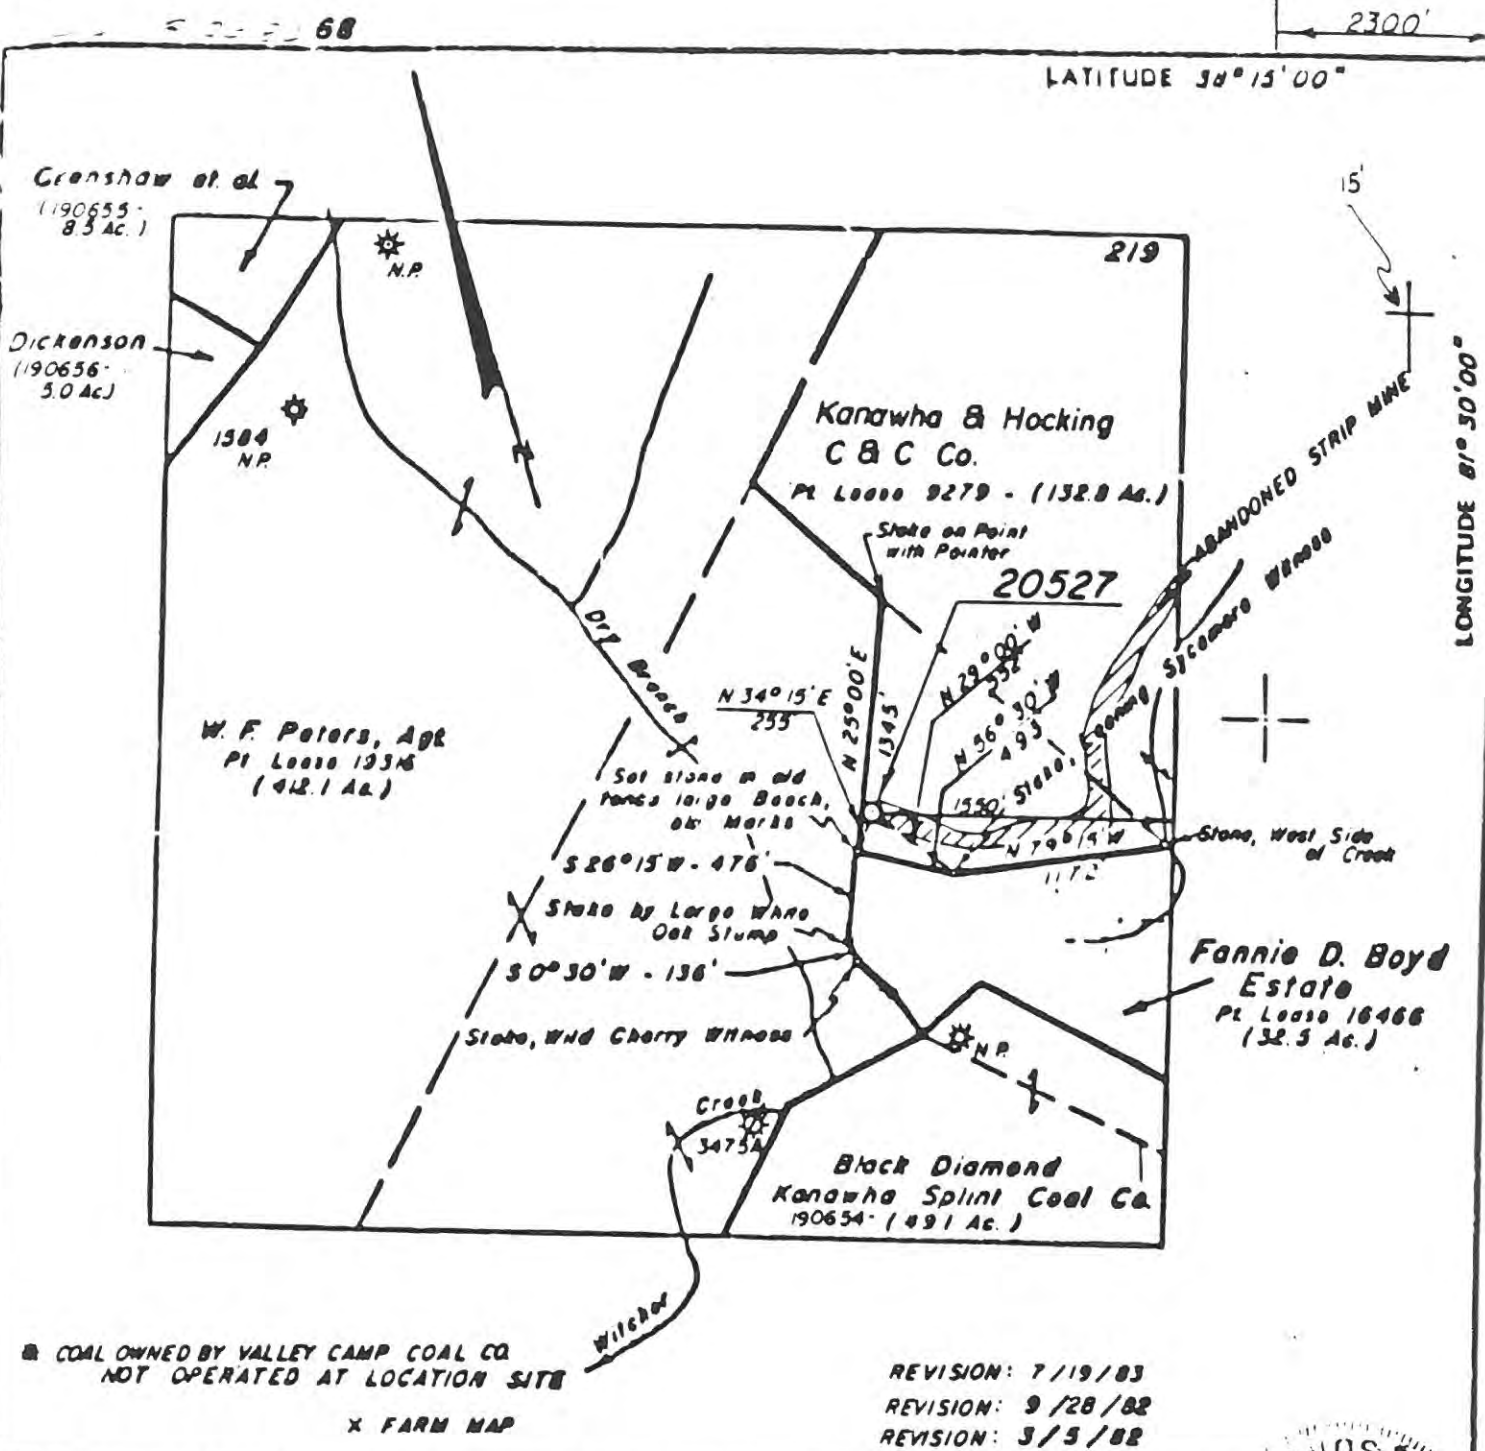 68
2300'
LATITUDE 38° 15' 00"
15'
Crenshaw et. al
(190655-
8.5 Ac.)
N.P.
219
Dickenson
(190656-
5.0 Ac)
1584
N.P.
LONGITUDE 81° 30' 00"
Kanawha & Hocking
C & C Co.
Pt Lease 9279 - (132.8 Ac.)
ABANDONED STRIP MINE
Stake on Point
with Pointer
20527
N 29° 00' W
552'
N 56° 30' W
493'
Stake, Leaning Sycamore Witness
N 25° 00' E
1345'
N 34° 15' E
255'
Dry Branch
W. F. Peters, Agt
Pt Lease
(412.1 Ac.)
Set stone in old
fence large Beech,
old Marks
1550'
N 79° 15' W
1172'
Stone, West Side
of Creek
S 26° 15' W - 476'
Stake by Large White
Oak Stump
S 0° 30' W - 136'
Fannie D. Boyd
Estate
Pt Lease 16466
(32.5 Ac.)
Stake, Wild Cherry Witness
N.P.
Creek
3475A
Black Diamond
Kanawha Splint Coal Co.
190654- (491 Ac.)
Witcher
COAL OWNED BY VALLEY CAMP COAL CO.
NOT OPERATED AT LOCATION SITE
X FARM MAP
REVISION: 7/19/83
REVISION: 9/28/82
REVISION: 3/5/82